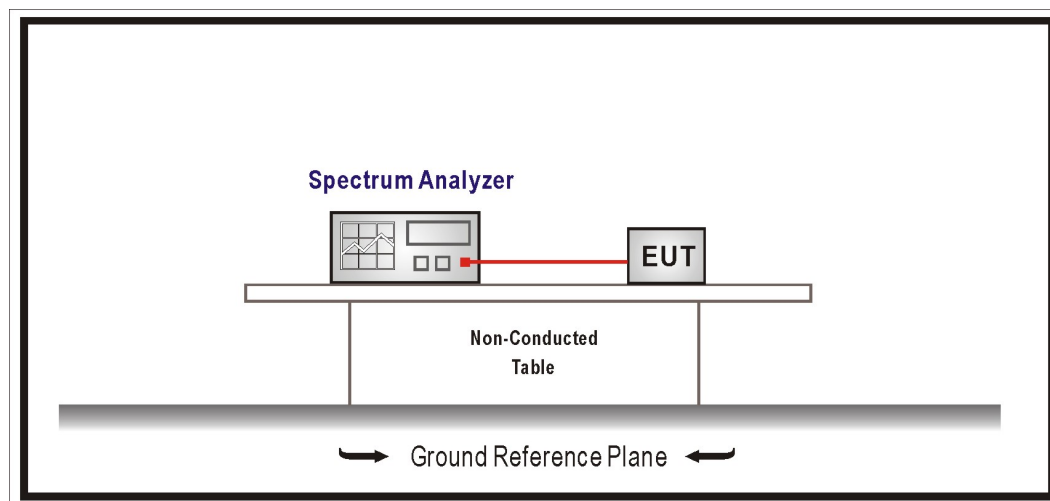 Spectrum Analyzer
EUT
Non-Conducted
Table
Ground Reference Plane